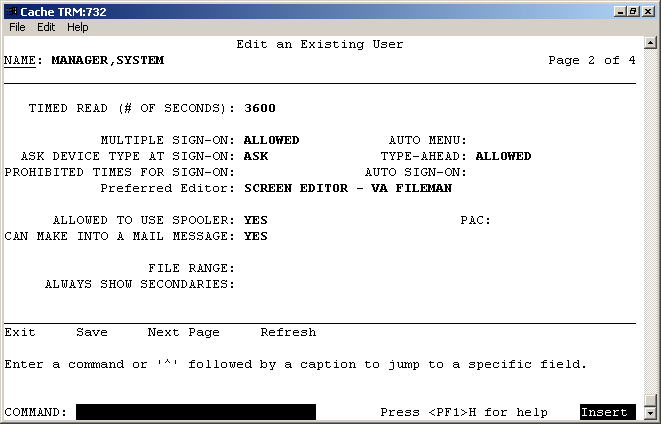 Cache TRM:732
File Edit Help
Edit an Existing User
NAME: MANAGER,SYSTEM Page 2 of 4
TIMED READ (# OF SECONDS): 3600
MULTIPLE SIGN-ON: ALLOWED AUTO MENU:
ASK DEVICE TYPE AT SIGN-ON: ASK TYPE-AHEAD: ALLOWED
PROHIBITED TIMES FOR SIGN-ON: AUTO SIGN-ON:
Preferred Editor: SCREEN EDITOR - VA FILEMAN
ALLOWED TO USE SPOOLER: YES PAC:
CAN MAKE INTO A MAIL MESSAGE: YES
FILE RANGE:
ALWAYS SHOW SECONDARIES:
Exit Save Next Page Refresh
Enter a command or '^' followed by a caption to jump to a specific field.
COMMAND: Press <PF1>H for help Insert